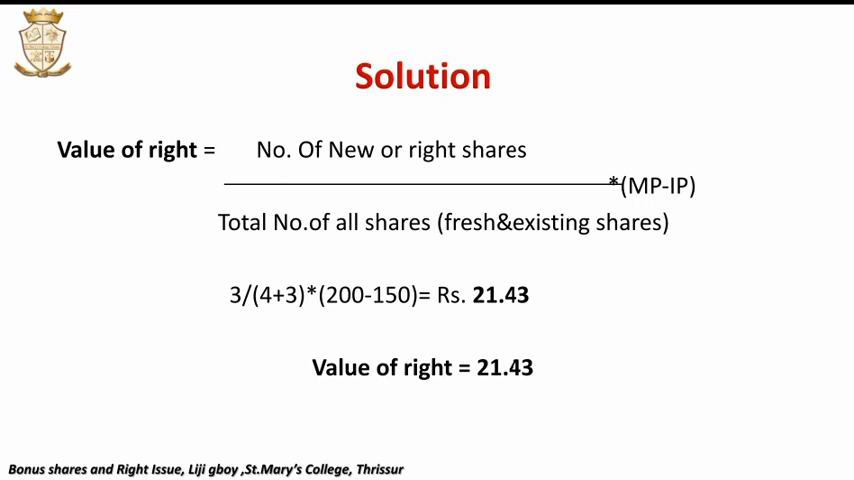 Solution
Value of right = No. Of New or right shares
*(MP-IP)
Total No.of all shares (fresh&existing shares)
3/(4+3)*(200-150)= Rs. 21.43
Value of right = 21.43
Bonus shares and Right Issue, Liji gboy ,St.Mary's College, Thrissur